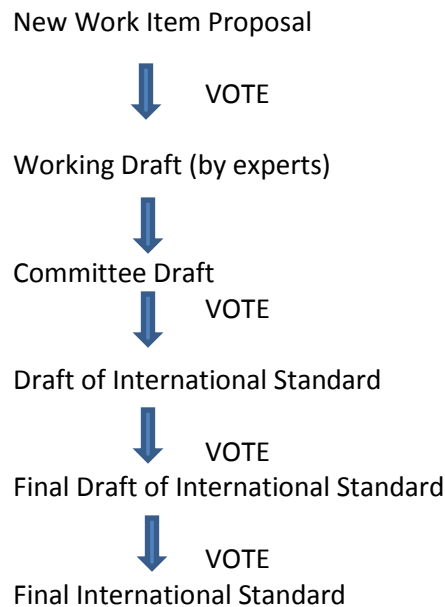 New Work Item Proposal
VOTE
Working Draft (by experts)
Committee Draft
VOTE
Draft of International Standard
VOTE
Final Draft of International Standard
VOTE
Final International Standard